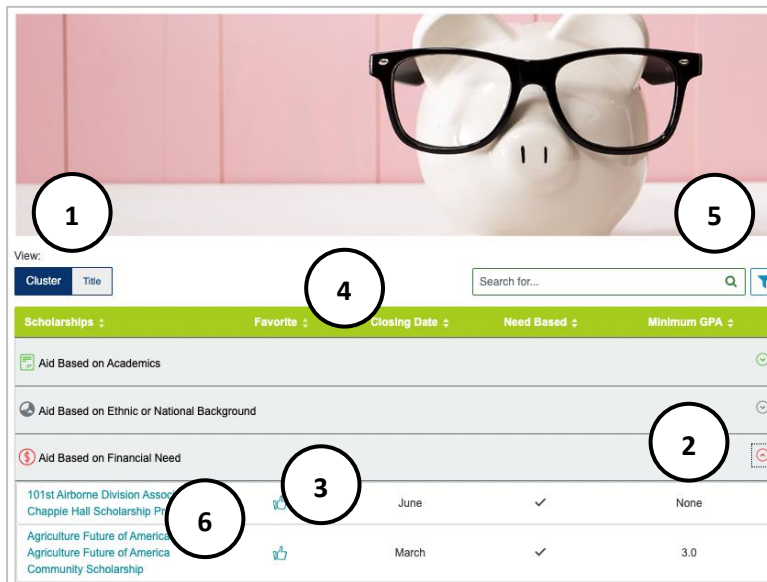 1
5
View:
Cluster Title
4
Search for...
Scholarships Favorite Closing Date Need Based Minimum GPA
Aid Based on Academics
Aid Based on Ethnic or National Background
2
$ Aid Based on Financial Need
3
101st Airborne Division
Chappie Hall Scholarship
June
None
6
Agriculture Future of America
Agriculture Future of America
Community Scholarship
March
3.0